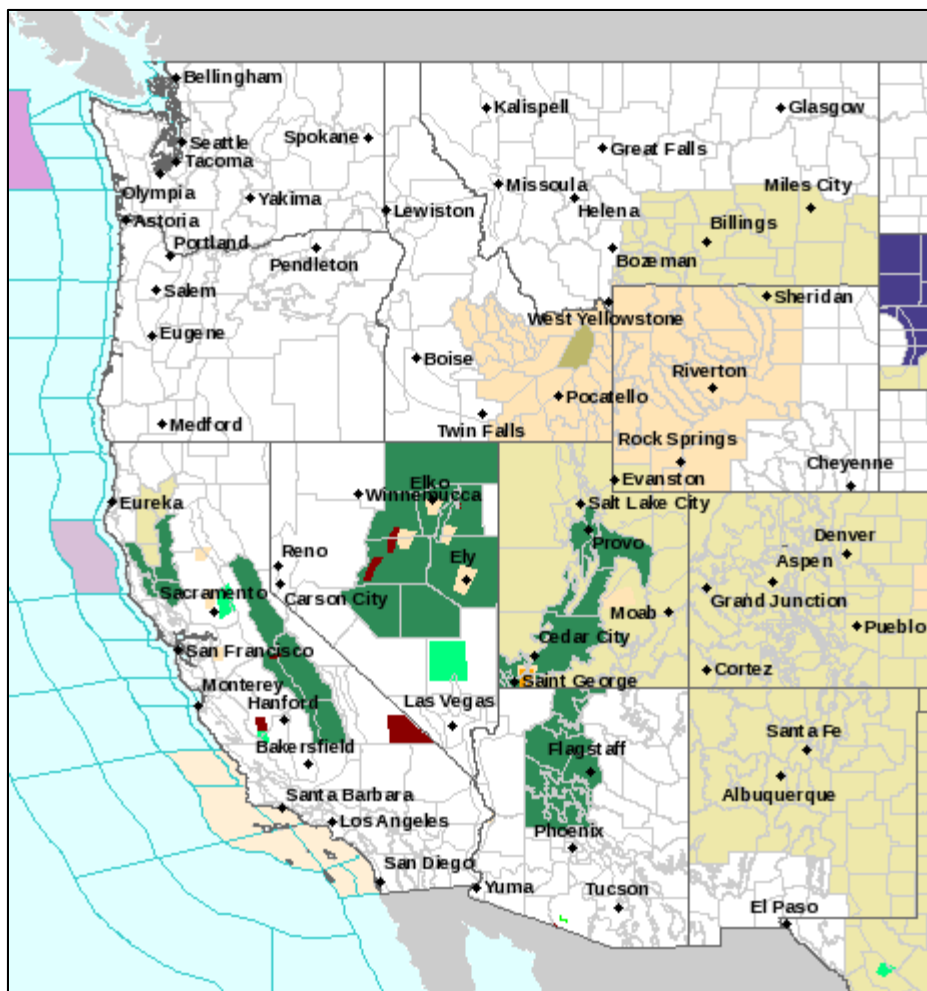 Bellingham
Kalispell
Glasgow
Seattle
Spokane
Great Falls
Tacoma
Olympia
Missoula
Miles City
Yakima
Helena
Astoria
Lewiston
Billings
Portland
Pendleton
Bozeman
Salem
Sheridan
West Yellowstone
Eugene
Boise
Riverton
Pocatello
Medford
Twin Falls
Rock Springs
Cheyenne
Elko
Evanston
Winnemucca
Eureka
Salt Lake City
Denver
Provo
Reno
Ely
Aspen
Sacramento
Carson City
Grand Junction
Moab
Pueblo
Cedar City
San Francisco
Cortez
Saint George
Monterey
Las Vegas
Hanford
Santa Fe
Bakersfield
Flagstaff
Albuquerque
Santa Barbara
Los Angeles
Phoenix
San Diego
Yuma
Tucson
El Paso